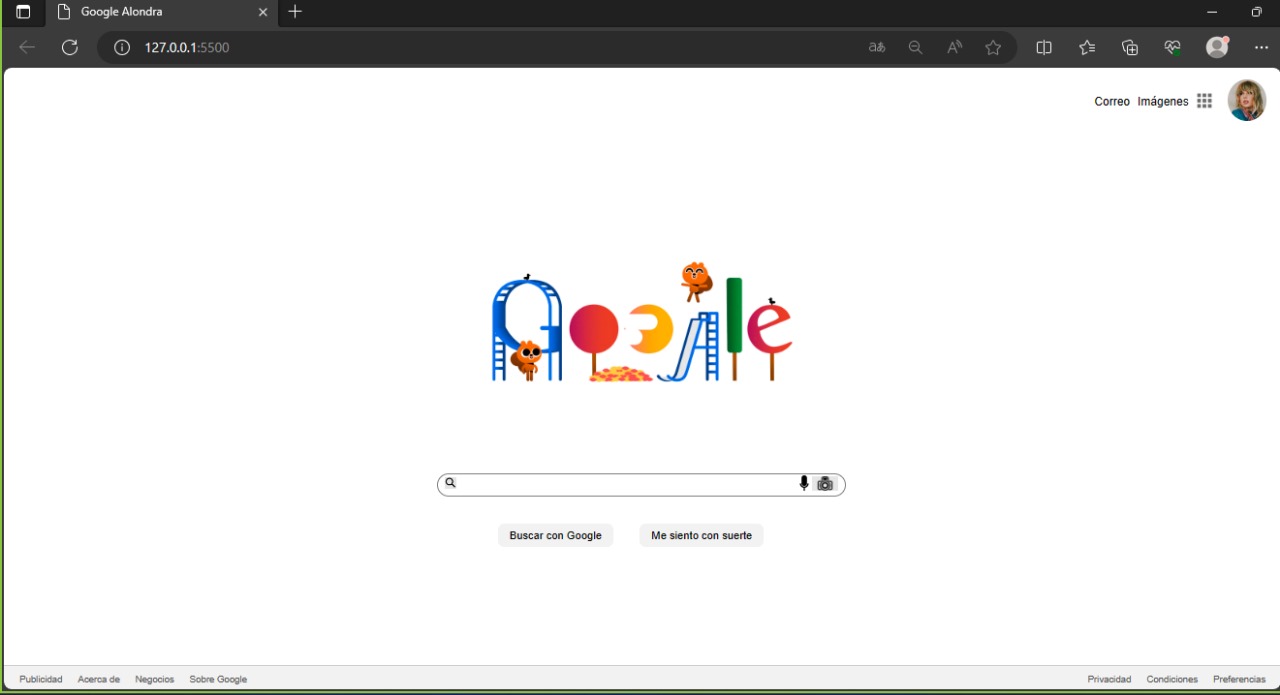 Google Alondra
127.0.0.1:5500
Correo Imágenes
Google
Buscar con Google
Me siento con suerte
Publicidad Acerca de Negocios Sobre Google
Privacidad Condiciones Preferencias